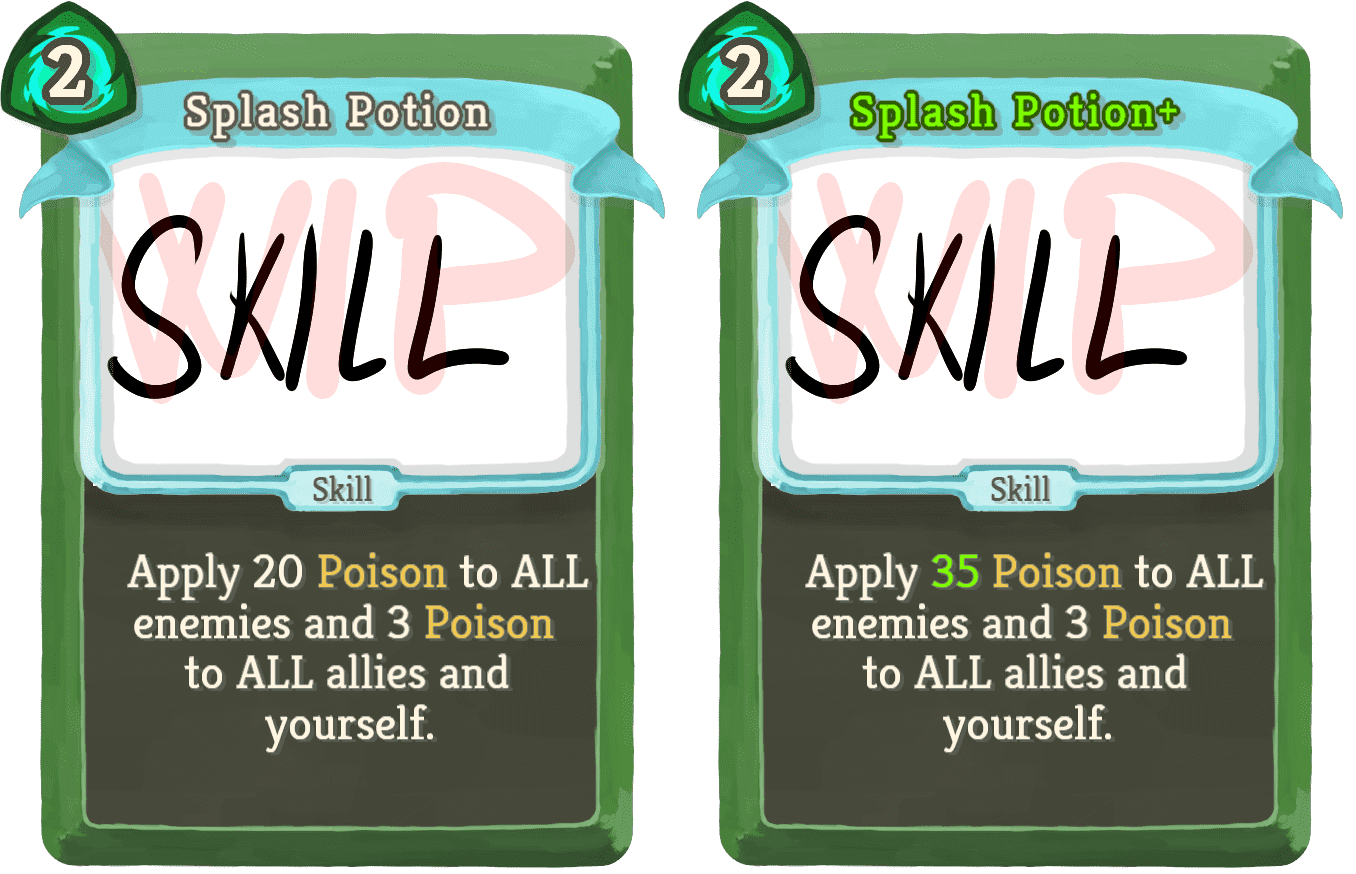 2
Splash Potion
WIP
SKILL
Skill
Apply 20 Poison to ALL
enemies and 3 Poison
to ALL allies and
yourself.
2
Splash Potion+
WIP
SKILL
Skill
Apply 35 Poison to ALL
enemies and 3 Poison
to ALL allies and
yourself.